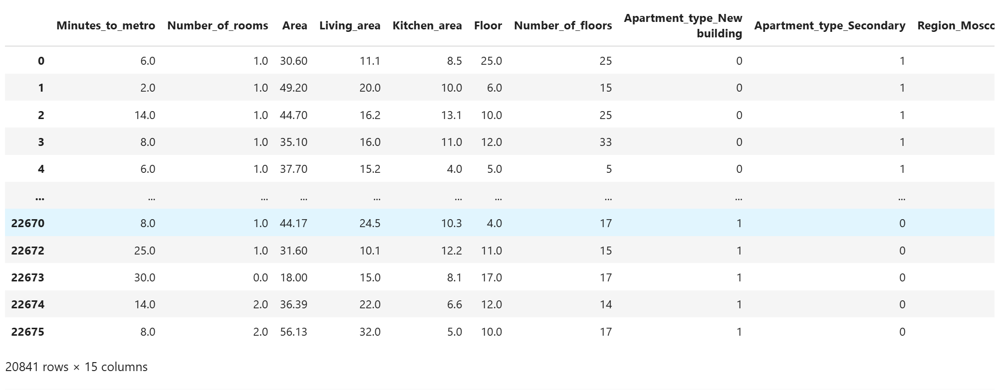 Minutes_to_metro Number_of_rooms Area Living_area Kitchen_area Floor Number_of_floors Apartment_type_New building Apartment_type_Secondary Region_Mosco
0 6.0 1.0 30.60 11.1 8.5 25.0 25 0 1
1 2.0 1.0 49.20 20.0 10.0 6.0 15 0 1
2 14.0 1.0 44.70 16.2 13.1 10.0 25 0 1
3 8.0 1.0 35.10 16.0 11.0 12.0 33 0 1
4 6.0 1.0 37.70 15.2 4.0 5.0 5 0 1
... ... ... ... ... ... ... ... ... ...
22670 8.0 1.0 44.17 24.5 10.3 4.0 17 1 0
22672 25.0 1.0 31.60 10.1 12.2 11.0 15 1 0
22673 30.0 0.0 18.00 15.0 8.1 17.0 17 1 0
22674 14.0 2.0 36.39 22.0 6.6 12.0 14 1 0
22675 8.0 2.0 56.13 32.0 5.0 10.0 17 1 0
20841 rows × 15 columns